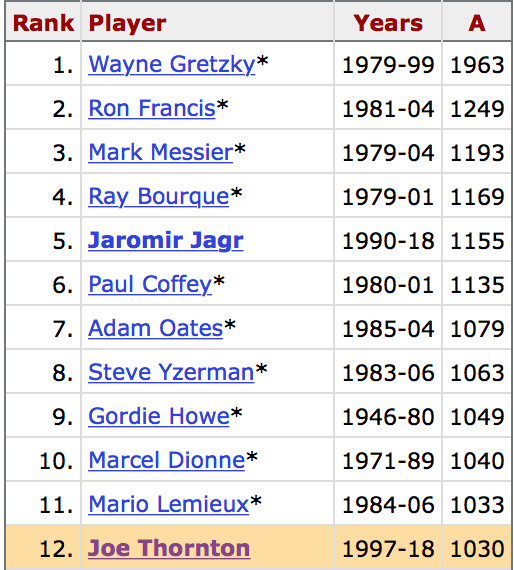 Rank Player Years A
1. Wayne Gretzky* 1979-99 1963
2. Ron Francis* 1981-04 1249
3. Mark Messier* 1979-04 1193
4. Ray Bourque* 1979-01 1169
5. Jaromir Jagr 1990-18 1155
6. Paul Coffey* 1980-01 1135
7. Adam Oates* 1985-04 1079
8. Steve Yzerman* 1983-06 1063
9. Gordie Howe* 1946-80 1049
10. Marcel Dionne* 1971-89 1040
11. Mario Lemieux* 1984-06 1033
12. Joe Thornton 1997-18 1030